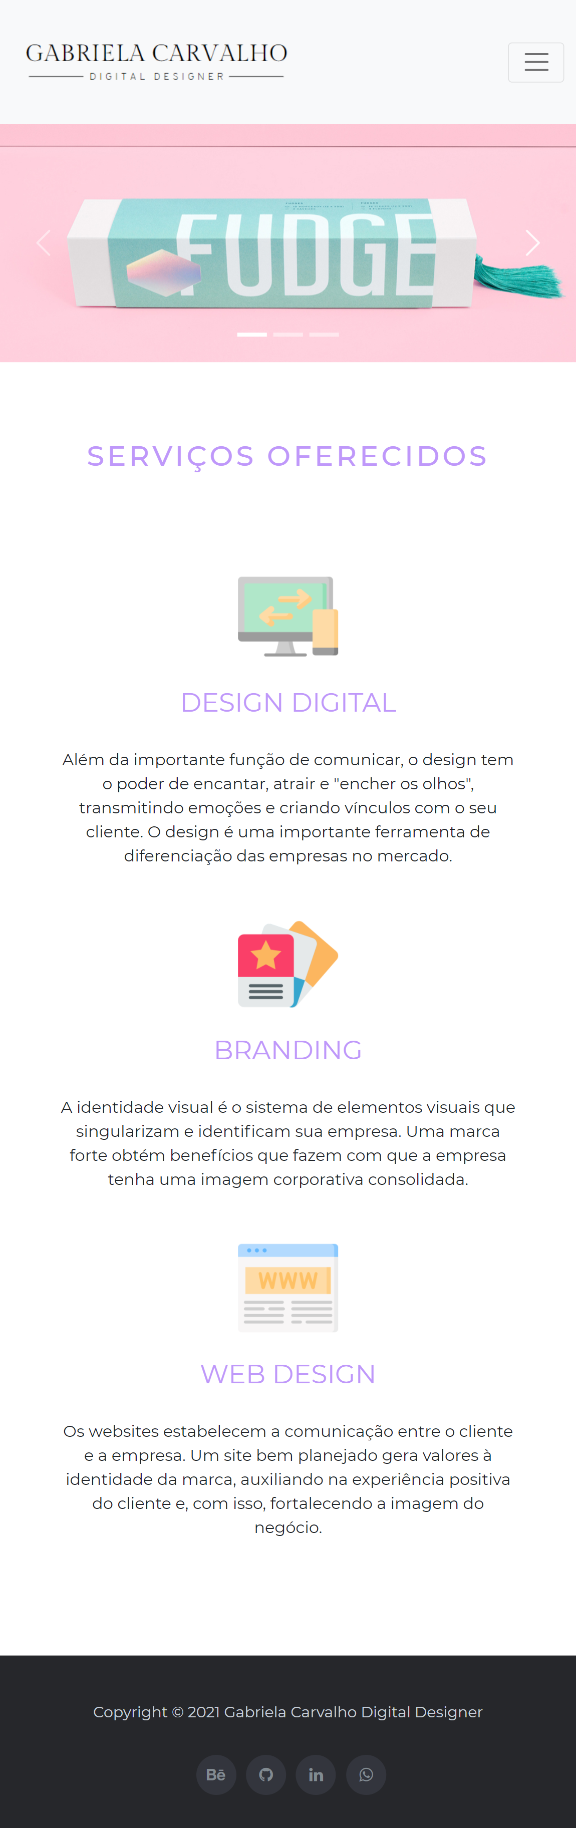 GABRIELA CARVALHO
DIGITAL DESIGNER
FUDGE
SERVIÇOS OFERECIDOS
DESIGN DIGITAL
Além da importante função de comunicar, o design tem
o poder de encantar, atrair e "encher os olhos",
transmitindo emoções e criando vínculos com o seu
cliente. O design é uma importante ferramenta de
diferenciação das empresas no mercado.
BRANDING
A identidade visual é o sistema de elementos visuais que
singularizam e identificam sua empresa. Uma marca
forte obtém benefícios que fazem com que a empresa
tenha uma imagem corporativa consolidada.
WWW
WEB DESIGN
Os websites estabelecem a comunicação entre o cliente
e a empresa. Um site bem planejado gera valores à
identidade da marca, auxiliando na experiência positiva
do cliente e, com isso, fortalecendo a imagem do
negócio.
Copyright © 2021 Gabriela Carvalho Digital Designer
Bē in